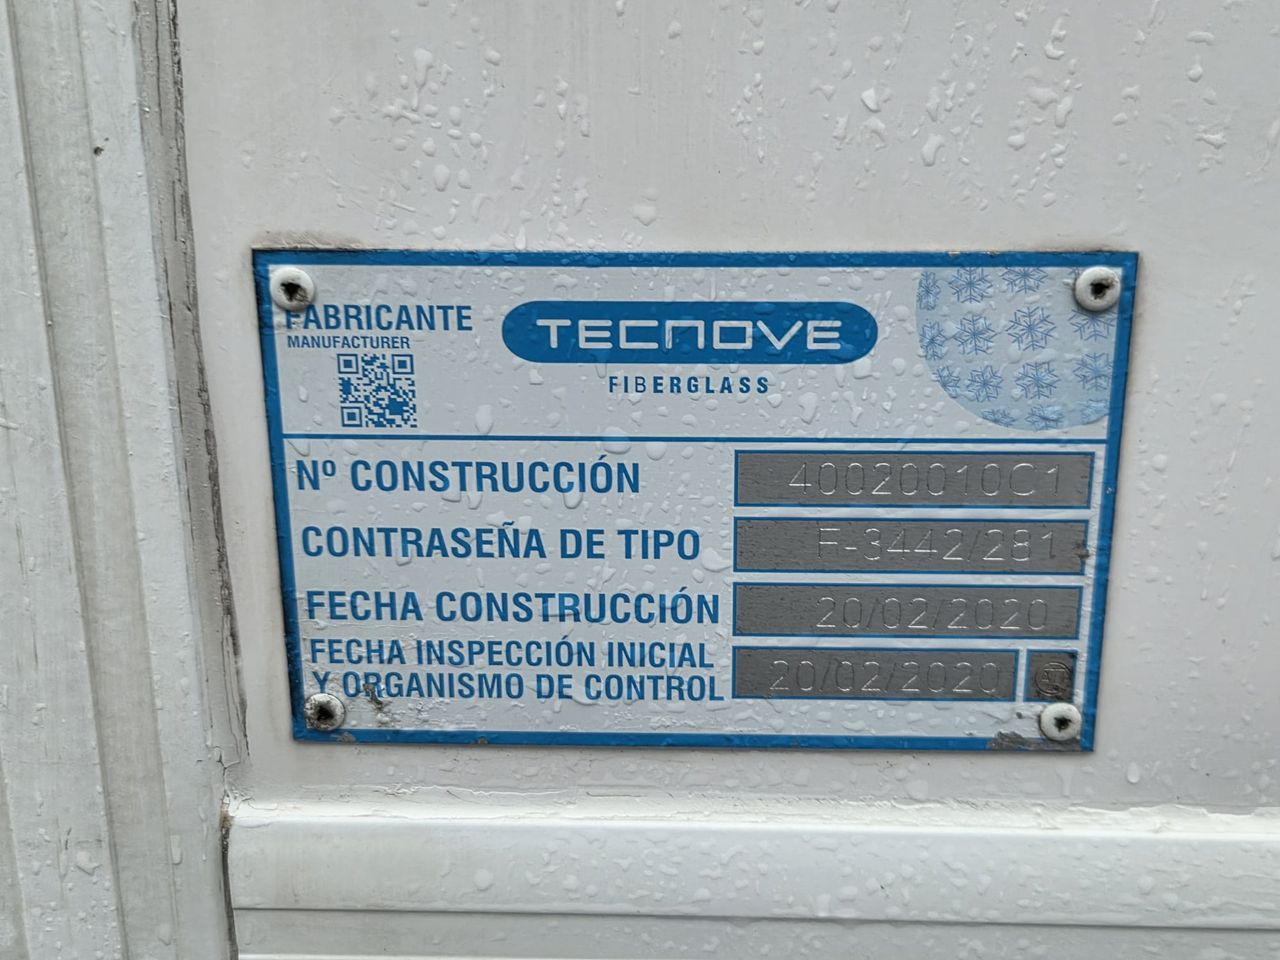 FABRICANTE
MANUFACTURER
TECNOVE
FIBERGLASS
Nº CONSTRUCCIÓN 40020010C1
CONTRASEÑA DE TIPO F-3442/281
FECHA CONSTRUCCIÓN 20/02/2020
FECHA INSPECCIÓN INICIAL
Y ORGANISMO DE CONTROL 20/02/2020